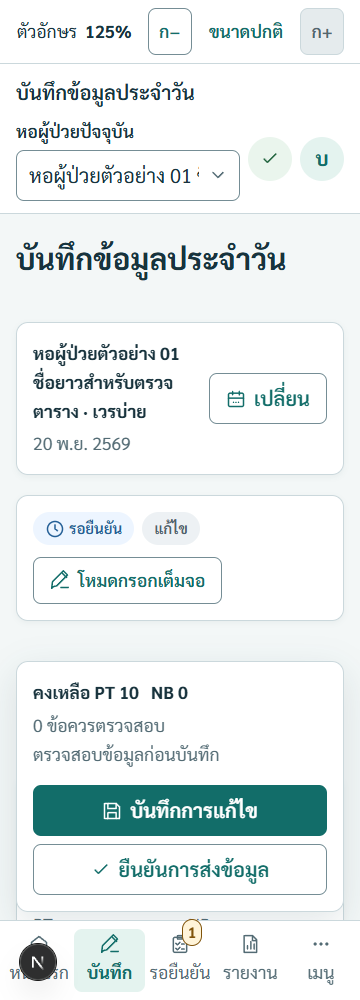 ตัวอักษร 125% ก− ขนาดปกติ ก+
บันทึกข้อมูลประจำวัน
หอผู้ป่วยปัจจุบัน
หอผู้ป่วยตัวอย่าง 01
บ
บันทึกข้อมูลประจำวัน
หอผู้ป่วยตัวอย่าง 01
ชื่อยาวสำหรับตรวจ
ตาราง · เวรบ่าย
20 พ.ย. 2569
เปลี่ยน
รอยืนยัน แก้ไข
โหมดกรอกเต็มจอ
คงเหลือ PT 10 NB 0
0 ข้อควรตรวจสอบ
ตรวจสอบข้อมูลก่อนบันทึก
บันทึกการแก้ไข
ยืนยันการส่งข้อมูล
1
N
บันทึก รอยืนยัน รายงาน เมนู